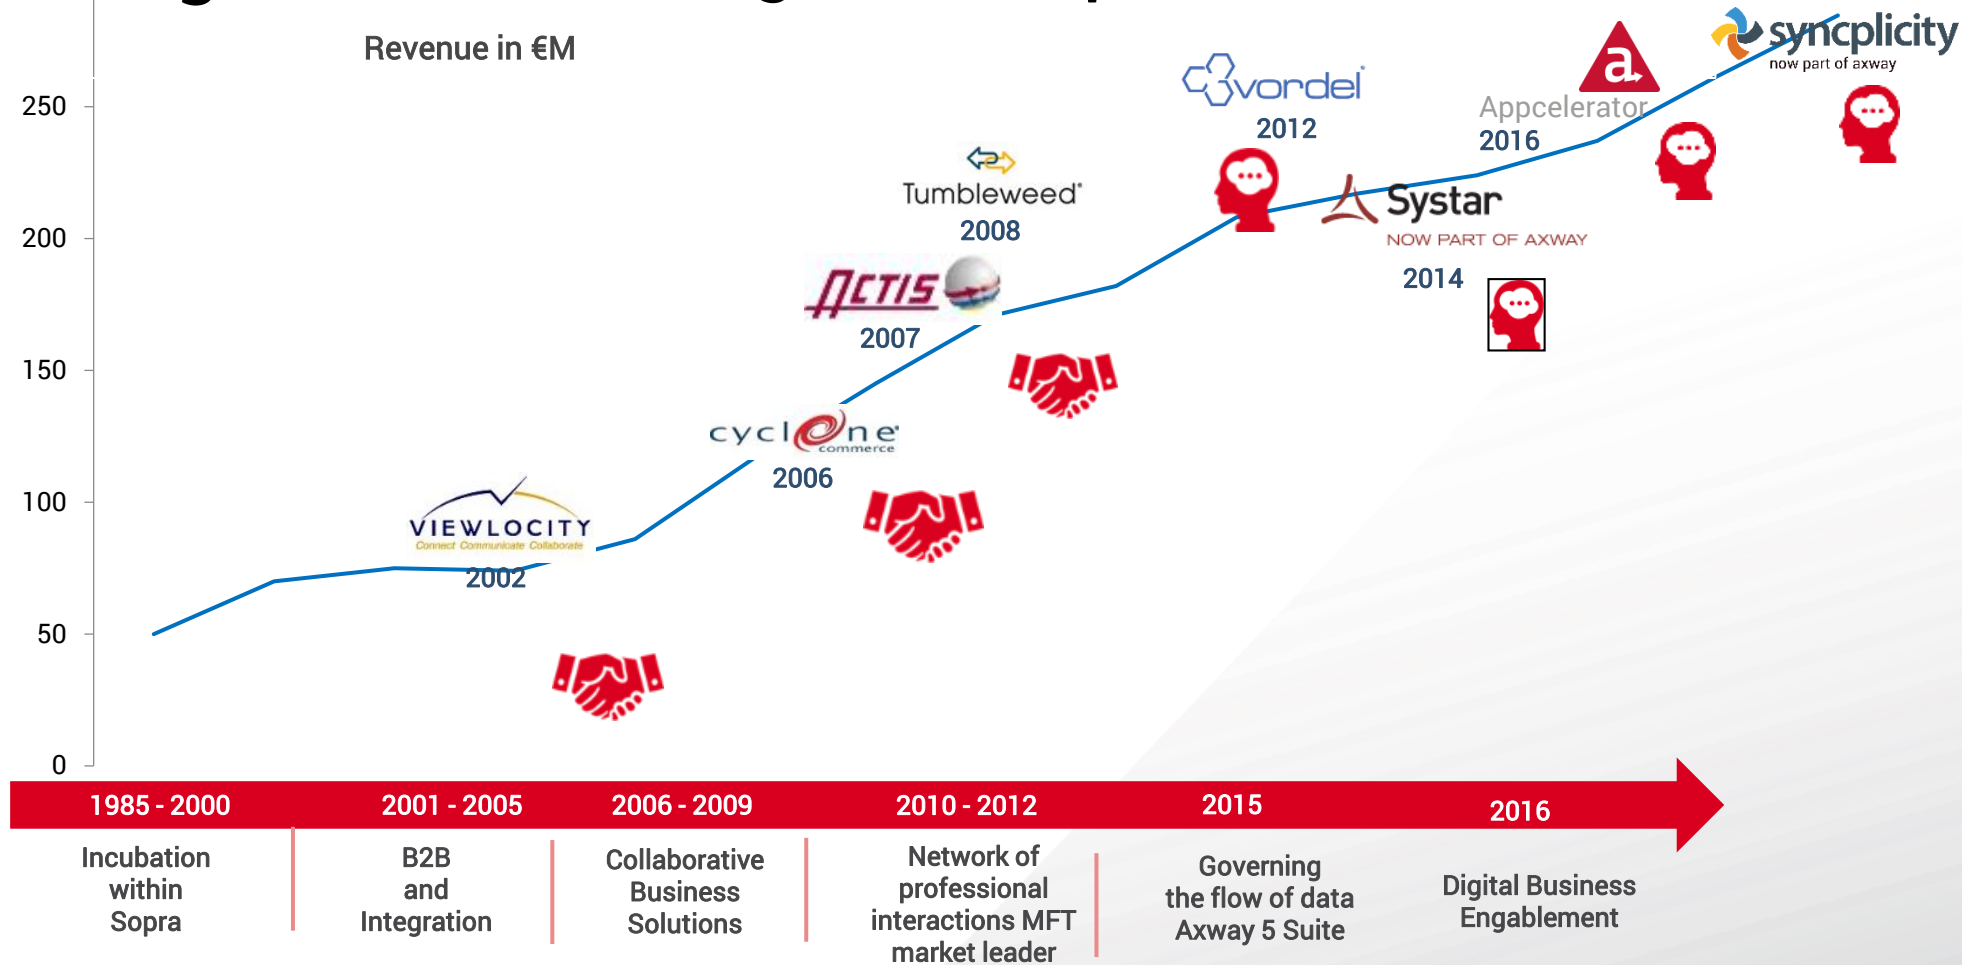 Revenue in €M
250
200
150
100
50
0
VIEWLOCITY
Connect Communicate Collaborate
2002
cyclone
commerce
2006
ACTIS
2007
Tumbleweed
2008
vordel
2012
Systar
NOW PART OF AXWAY
2014
a
Appcelerator
2016
syncplicity
now part of axway
1985 - 2000
2001 - 2005
2006 - 2009
2010 - 2012
2015
2016
Incubation
within
Sopra
B2B
and
Integration
Collaborative
Business
Solutions
Network of
professional
interactions MFT
market leader
Governing
the flow of data
Axway 5 Suite
Digital Business
Engablement